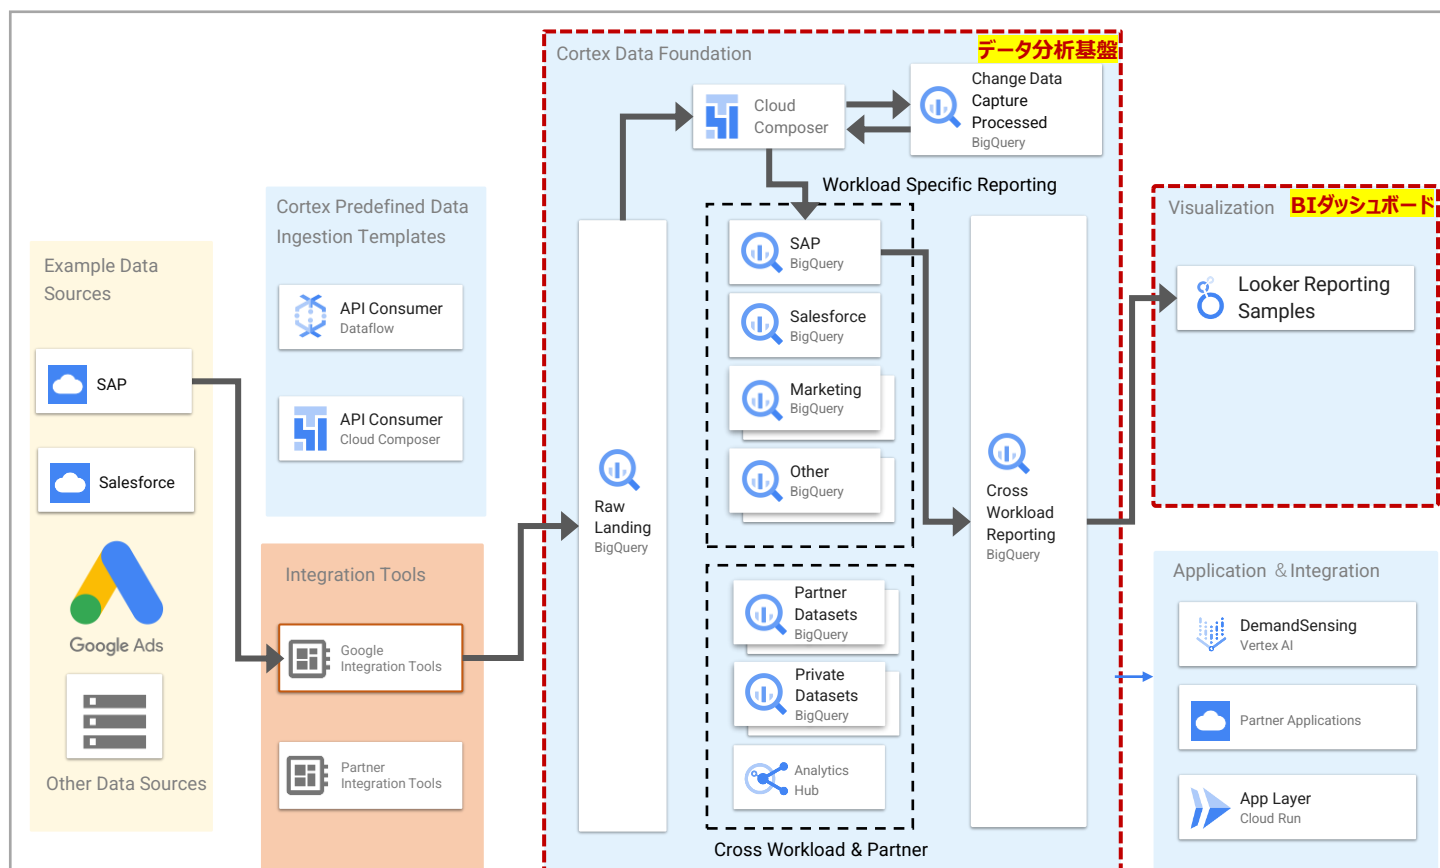 Example Data
Sources
SAP
Salesforce
Google Ads
Other Data Sources
Cortex Predefined Data
Ingestion Templates
API Consumer
Dataflow
API Consumer
Cloud Composer
Integration Tools
Google
Integration Tools
Partner
Integration Tools
Cortex Data Foundation
データ分析基盤
Cloud
Composer
Change Data
Capture
Processed
BigQuery
Workload Specific Reporting
Raw
Landing
BigQuery
SAP
BigQuery
Salesforce
BigQuery
Marketing
BigQuery
Other
BigQuery
Partner
Datasets
BigQuery
Private
Datasets
BigQuery
Analytics
Hub
Cross Workload & Partner
Cross
Workload
Reporting
BigQuery
Visualization
BIダッシュボード
Looker Reporting
Samples
Application & Integration
DemandSensing
Vertex AI
Partner Applications
App Layer
Cloud Run